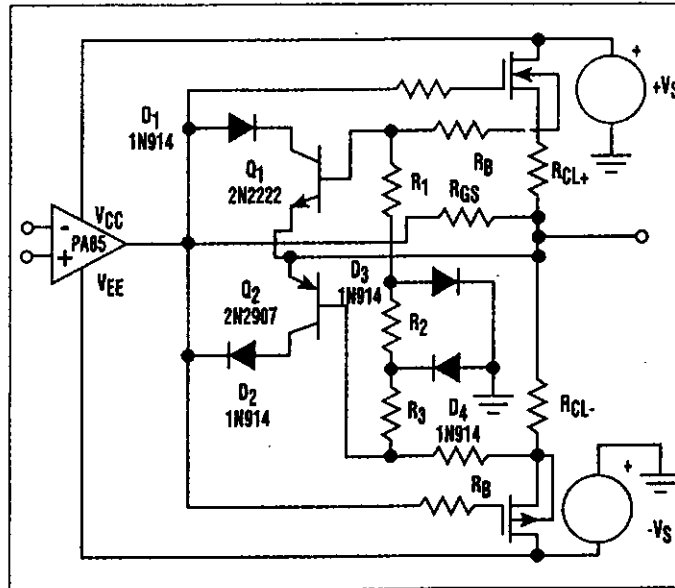 +
+VS
D1
1N914
RB
Q1
2N2222
R1
RGS
RCL+
VCC
-
PA85
+
VEE
D3
1N914
Q2
2N2907
R2
D2
1N914
R3
D4
1N914
RCL-
RB
+
-VS